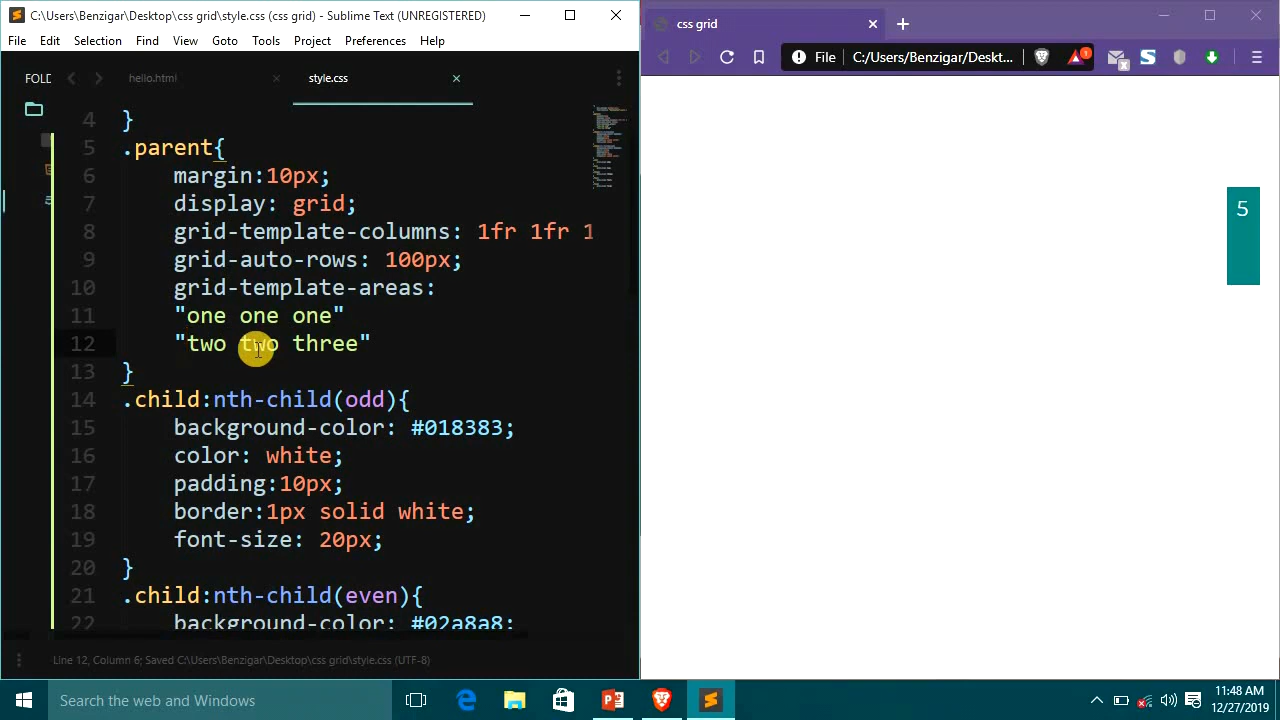 C:\Users\Benzigar\Desktop\css grid\style.css (css grid) - Sublime Text (UNREGISTERED)
File Edit Selection Find View Goto Tools Project Preferences Help
FOLD
hello.html
style.css
4 }
5 .parent{
6 margin:10px;
7 display: grid;
8 grid-template-columns: 1fr 1fr 1
9 grid-auto-rows: 100px;
10 grid-template-areas:
11 "one one one"
12 "two two three"
13 }
14 .child:nth-child(odd){
15 background-color: #018383;
16 color: white;
17 padding:10px;
18 border:1px solid white;
19 font-size: 20px;
20 }
21 .child:nth-child(even){
22 background-color: #02a8a8;
Line 12, Column 6; Saved C:\Users\Benzigar\Desktop\css grid\style.css (UTF-8)
css grid
File C:/Users/Benzigar/Deskt...
1
5
Search the web and Windows
11:48 AM
12/27/2019